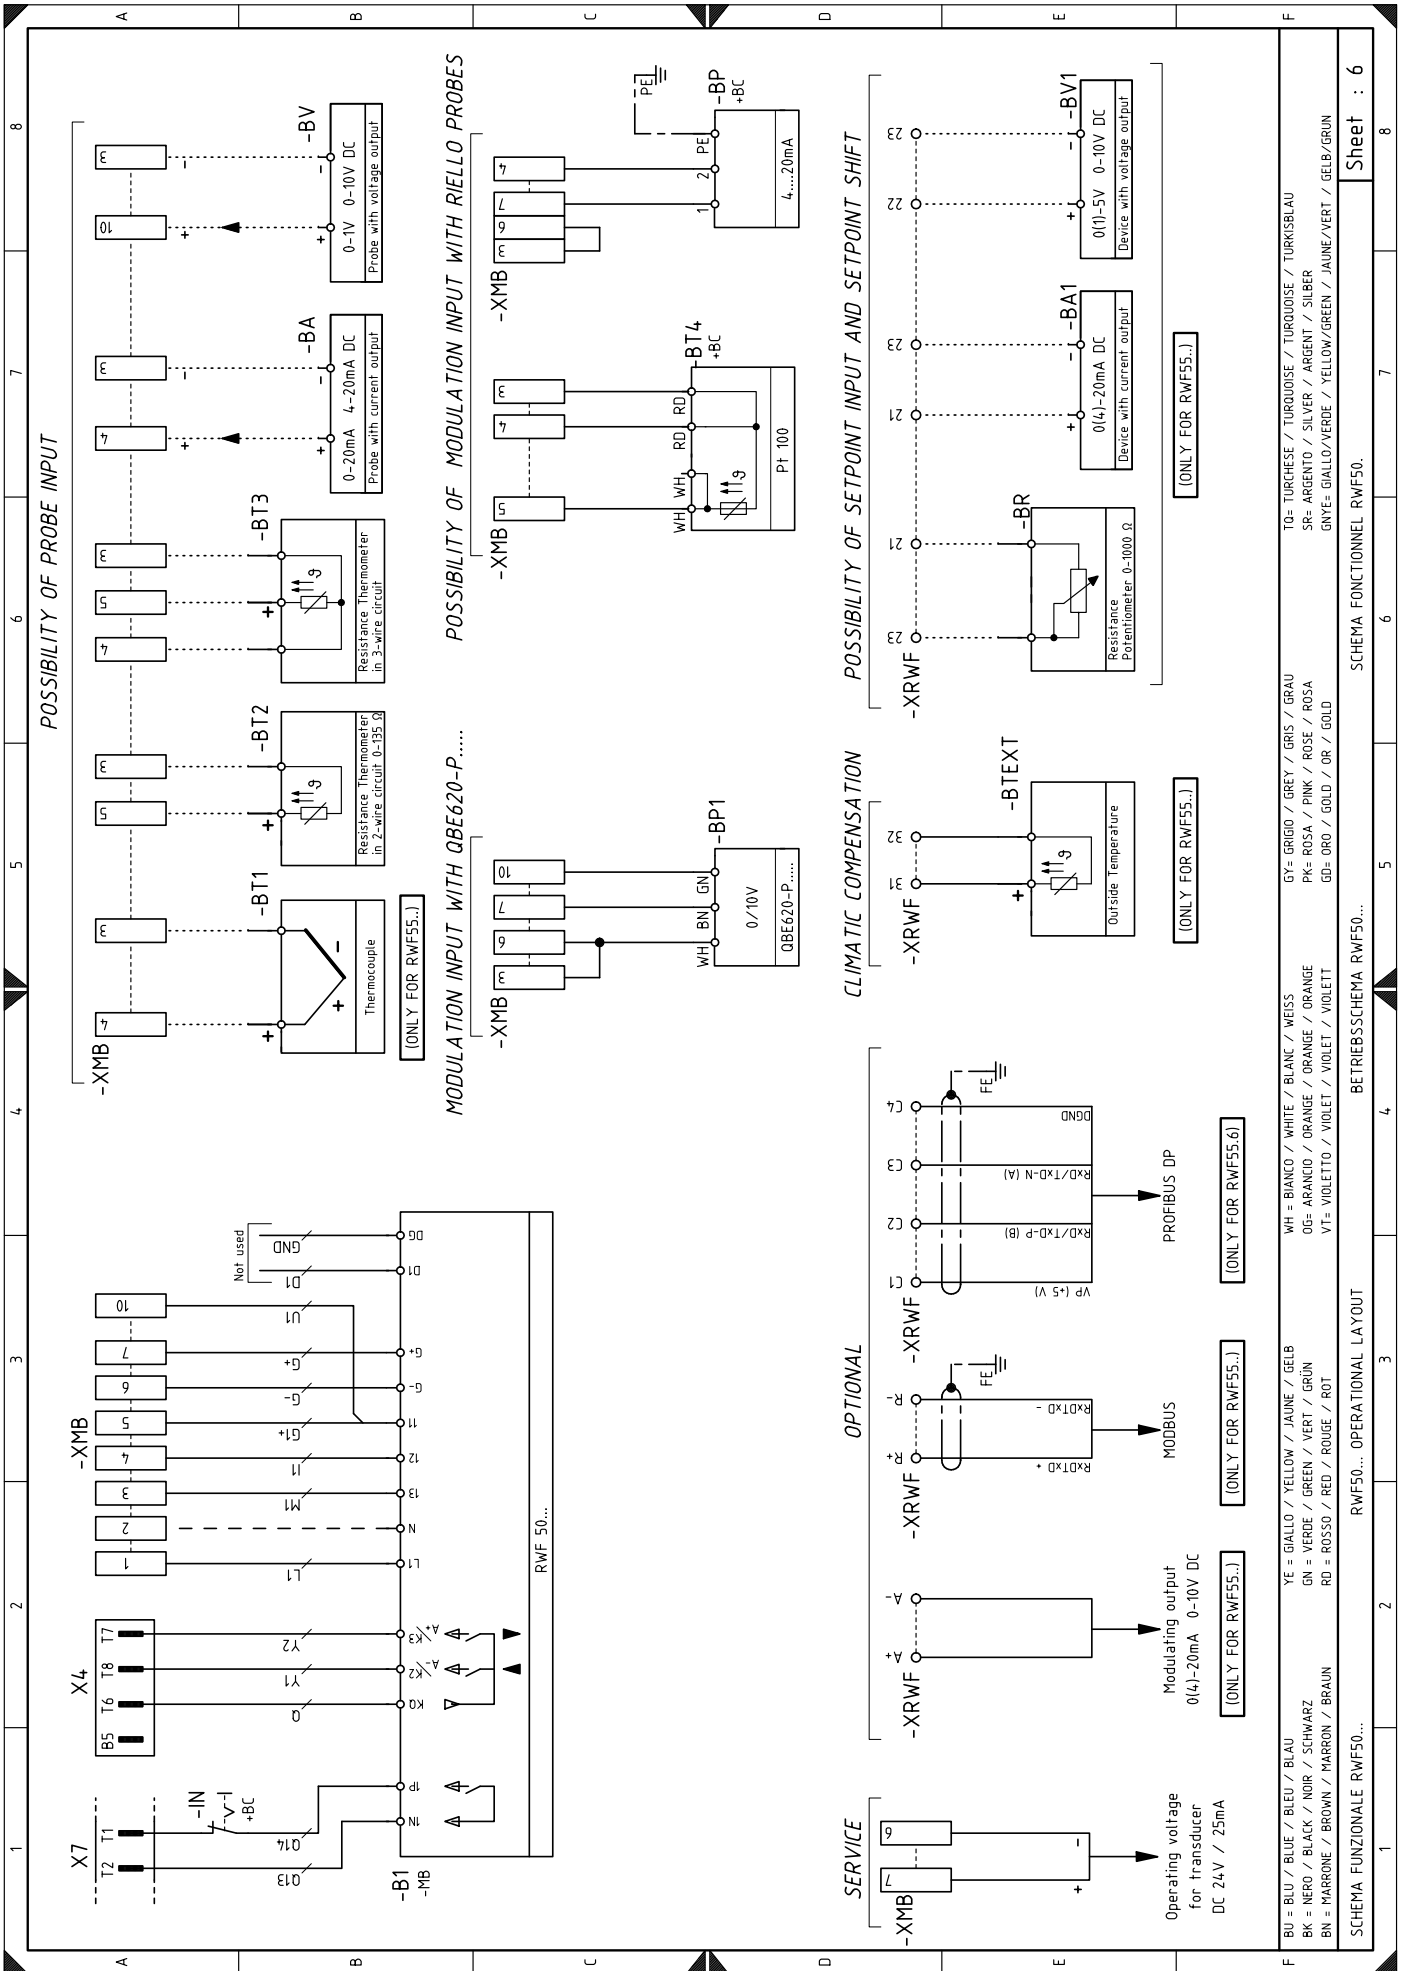 1 2 3 4 5 6 7 8
A
B
C
D
E
F
POSSIBILITY OF PROBE INPUT
X7
T2 T1
-IN
+BC
Q13
Q14
X4
B5 T6 T8 T7
Q
Y1
Y2
-XMB
1 2 3 4 5 6 7 10
L1
M1
I1
G1+
G-
G+
U1
D1
GND
Not used
-B1
-MB
1N 1P KQ K2/A- K3/A+ L1 N 13 12 11 G- G+ D1 DG
RWF 50...
-XMB
4 3
5 3
4 5 3
4 3
10 3
-BT1
+
+ -
Thermocouple
(ONLY FOR RWF55..)
-BT2
+
ϑ
Resistance Thermometer
in 2-wire circuit 0-135 Ω
-BT3
+
ϑ
Resistance Thermometer
in 3-wire circuit
-BA
+ -
+ -
0-20mA 4-20mA DC
Probe with current output
-BV
+ -
+ -
0-1V 0-10V DC
Probe with voltage output
MODULATION INPUT WITH QBE620-P.....
-XMB
3 6 7 10
WH BN GN
-BP1
0/10V
QBE620-P.....
POSSIBILITY OF MODULATION INPUT WITH RIELLO PROBES
-XMB
5 4 3
WH WH RD RD
-BT4
+BC
ϑ
Pt 100
-XMB
3 6 7 4
1 2 PE
PE
-BP
+BC
4....20mA
SERVICE
-XMB
7 6
+ -
Operating voltage
for transducer
DC 24V / 25mA
OPTIONAL
-XRWF
A+ A-
Modulating output
0(4)-20mA 0-10V DC
(ONLY FOR RWF55..)
-XRWF
R+ R-
RxDTxD +
RxDTxD -
FE
MODBUS
(ONLY FOR RWF55..)
-XRWF
C1 C2 C3 C4
VP (+5 V)
RxD/TxD-P (B)
RxD/TxD-N (A)
DGND
FE
PROFIBUS DP
(ONLY FOR RWF55.6)
CLIMATIC COMPENSATION
-XRWF
31 32
-BTEXT
+
ϑ
Outside Temperature
(ONLY FOR RWF55..)
POSSIBILITY OF SETPOINT INPUT AND SETPOINT SHIFT
-XRWF
23 21 21 23 22 23
-BR
Resistance
Potentiometer 0-1000 Ω
-BA1
+ -
0(4)-20mA DC
Device with current output
-BV1
+ -
0(1)-5V 0-10V DC
Device with voltage output
(ONLY FOR RWF55..)
BU = BLU / BLUE / BLEU / BLAU
BK = NERO / BLACK / NOIR / SCHWARZ
BN = MARRONE / BROWN / MARRON / BRAUN
YE = GIALLO / YELLOW / JAUNE / GELB
GN = VERDE / GREEN / VERT / GRÜN
RD = ROSSO / RED / ROUGE / ROT
WH = BIANCO / WHITE / BLANC / WEISS
OG= ARANCIO / ORANGE / ORANGE / ORANGE
VT= VIOLETTO / VIOLET / VIOLET / VIOLETT
GY= GRIGIO / GREY / GRIS / GRAU
PK= ROSA / PINK / ROSE / ROSA
GD= ORO / GOLD / OR / GOLD
TQ= TURCHESE / TURQUOISE / TURQUOISE / TURKISBLAU
SR= ARGENTO / SILVER / ARGENT / SILBER
GNYE= GIALLO/VERDE / YELLOW/GREEN / JAUNE/VERT / GELB/GRUN
SCHEMA FUNZIONALE RWF50...
RWF50... OPERATIONAL LAYOUT
BETRIEBSSCHEMA RWF50...
SCHEMA FONCTIONNEL RWF50.
Sheet : 6
1 2 3 4 5 6 7 8
A
B
C
D
E
F